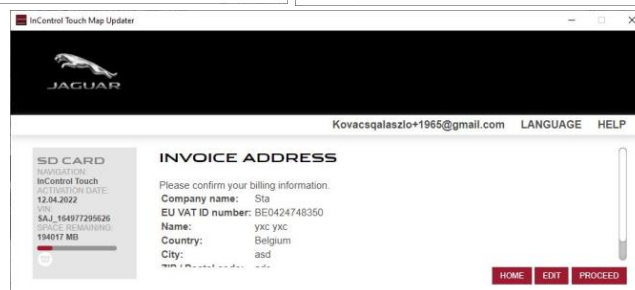 InControl Touch Map Updater
JAGUAR
Kovacsqalaszlo+1965@gmail.com LANGUAGE HELP
SD CARD
NAVIGATION:
InControl Touch
ACTIVATION DATE:
12.04.2022
VIN:
SAJ_164977295626
SPACE REMAINING:
194017 MB
INVOICE ADDRESS
Please confirm your billing information.
Company name: Sta
EU VAT ID number: BE0424748350
Name: yxc yxc
Country: Belgium
City: asd
HOME EDIT PROCEED